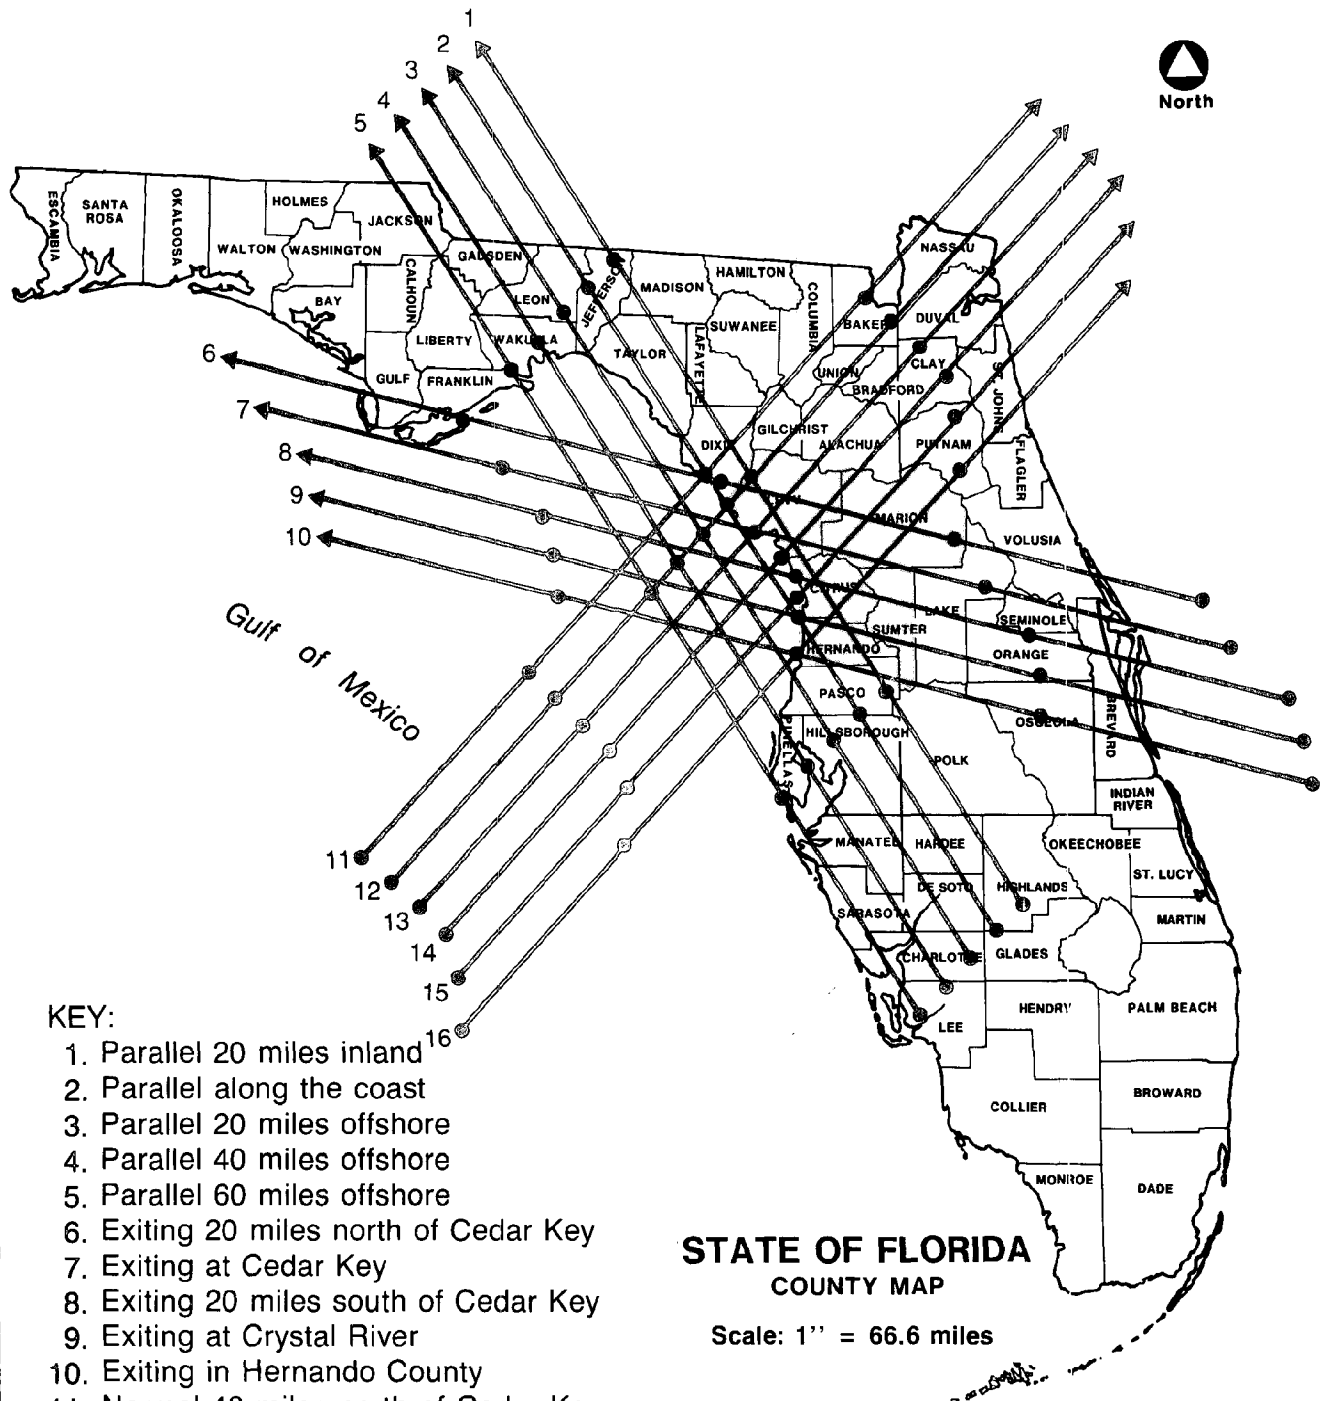 1
2
3
4
5
North
ESCAMBIA
SANTA ROSA
OKALOOSA
HOLMES
JACKSON
WALTON
WASHINGTON
BAY
CALHOUN
GADSDEN
LEON
JEFFERSON
MADISON
HAMILTON
NASSAU
LIBERTY
WAKULLA
TAYLOR
LAFAYETTE
SUWANEE
COLUMBIA
BAKER
DUVAL
6
GULF
FRANKLIN
UNION
BRADFORD
CLAY
ST. JOHNS
7
8
DIXIE
GILCHRIST
ALACHUA
PUTNAM
FLAGLER
9
LEVY
MARION
VOLUSIA
10
CITRUS
LAKE
SUMTER
SEMINOLE
HERNANDO
ORANGE
Gulf of Mexico
PASCO
OSCEOLA
BREVARD
PINELLAS
HILLSBOROUGH
POLK
INDIAN RIVER
MANATEE
HARDEE
OKEECHOBEE
11
12
13
14
15
16
DE SOTO
HIGHLANDS
ST. LUCY
SARASOTA
MARTIN
CHARLOTTE
GLADES
LEE
HENDRY
PALM BEACH
COLLIER
BROWARD
MONROE
DADE
KEY:
1. Parallel 20 miles inland
2. Parallel along the coast
3. Parallel 20 miles offshore
4. Parallel 40 miles offshore
5. Parallel 60 miles offshore
6. Exiting 20 miles north of Cedar Key
7. Exiting at Cedar Key
8. Exiting 20 miles south of Cedar Key
9. Exiting at Crystal River
10. Exiting in Hernando County
STATE OF FLORIDA
COUNTY MAP
Scale: 1'' = 66.6 miles